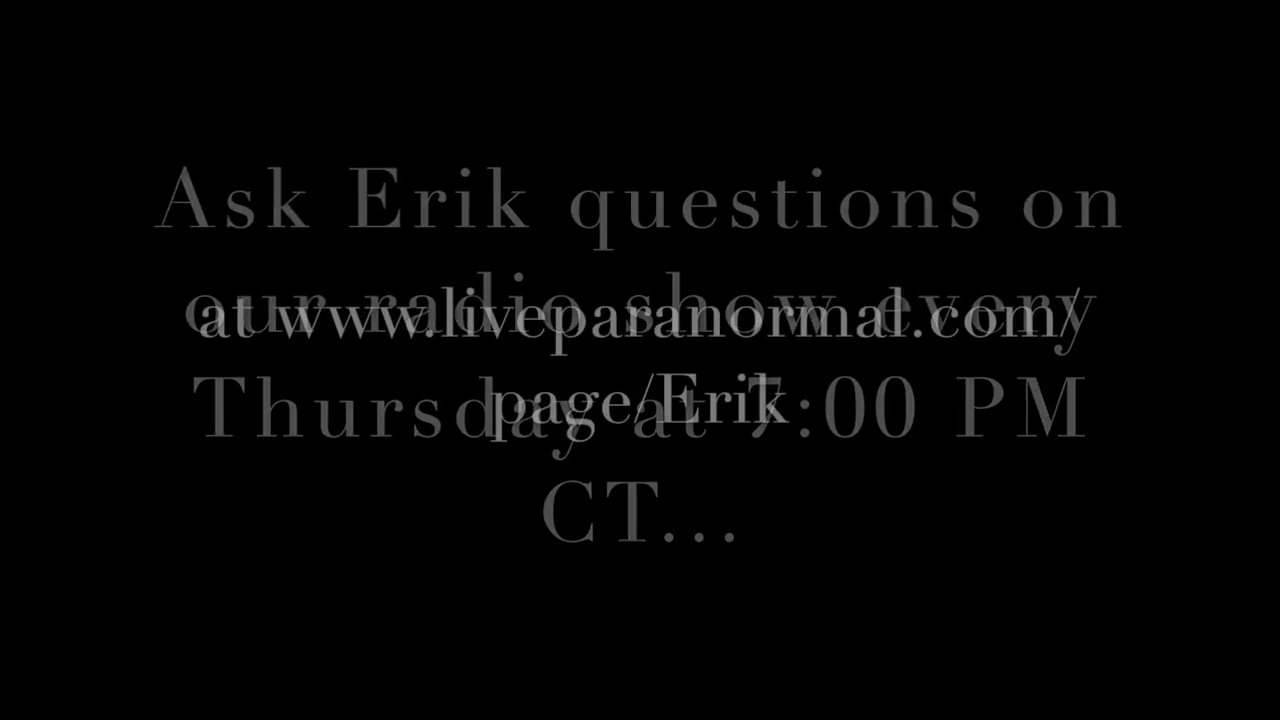 Ask Erik questions on
our radio show every
Thursday at 7:00 PM
CT...
at www.liveparanormal.com/
page/Erik